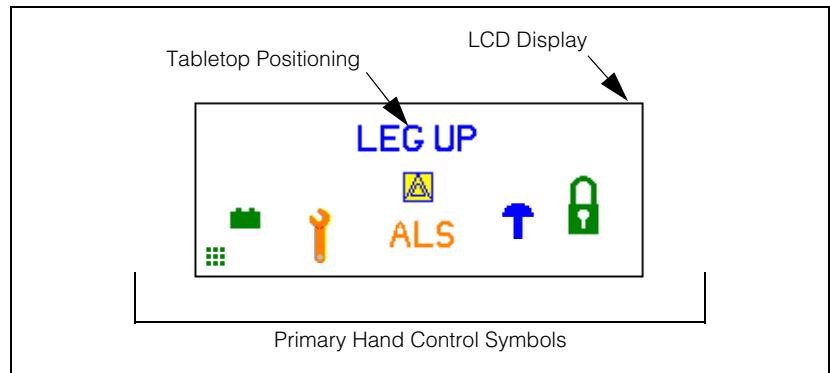 LCD Display
Tabletop Positioning
LEG UP
ALS
Primary Hand Control Symbols